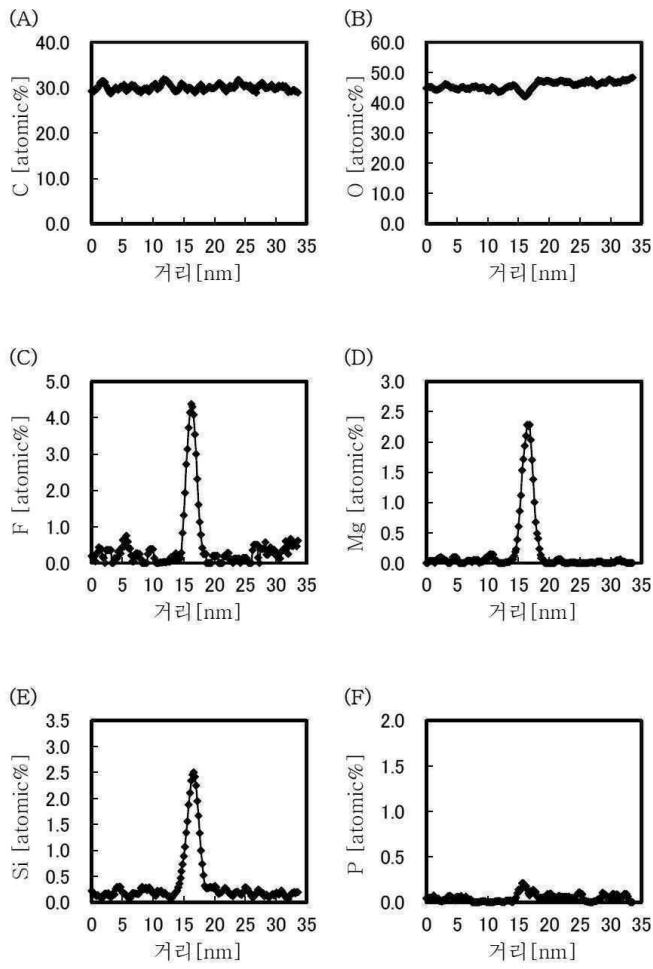 (A)
C [atomic%]
40.0
30.0
20.0
10.0
0.0
0 5 10 15 20 25 30 35
거리[nm]
(B)
O [atomic%]
60.0
50.0
40.0
30.0
20.0
10.0
0.0
0 5 10 15 20 25 30 35
거리[nm]
(C)
F [atomic%]
5.0
4.0
3.0
2.0
1.0
0.0
0 5 10 15 20 25 30 35
거리[nm]
(D)
Mg [atomic%]
3.0
2.5
2.0
1.5
1.0
0.5
0.0
0 5 10 15 20 25 30 35
거리[nm]
(E)
Si [atomic%]
3.5
3.0
2.5
2.0
1.5
1.0
0.5
0.0
0 5 10 15 20 25 30 35
거리[nm]
(F)
P [atomic%]
2.0
1.5
1.0
0.5
0.0
0 5 10 15 20 25 30 35
거리[nm]